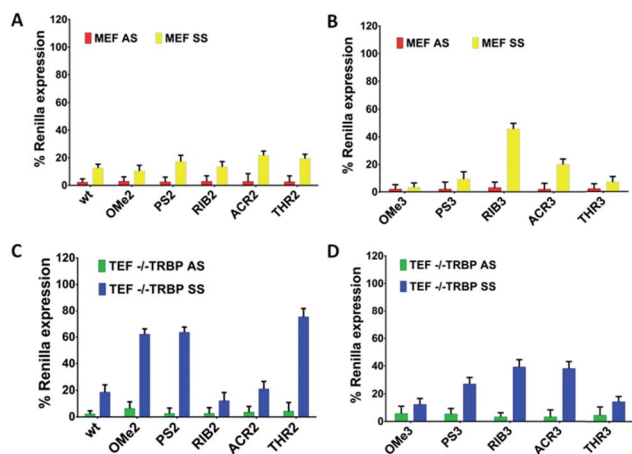 A
% Renilla expression
120
100
80
60
40
20
0
MEF AS MEF SS
wt OMe2 PS2 RIB2 ACR2 THR2
B
% Renilla expression
120
100
80
60
40
20
0
MEF AS MEF SS
OMe3 PS3 RIB3 ACR3 THR3
C
% Renilla expression
120
100
80
60
40
20
0
TEF -/-TRBP AS
TEF -/-TRBP SS
wt OMe2 PS2 RIB2 ACR2 THR2
D
% Renilla expression
120
100
80
60
40
20
TEF -/-TRBP AS
TEF -/-TRBP SS
OMe3 PS3 RIB3 ACR3 THR3